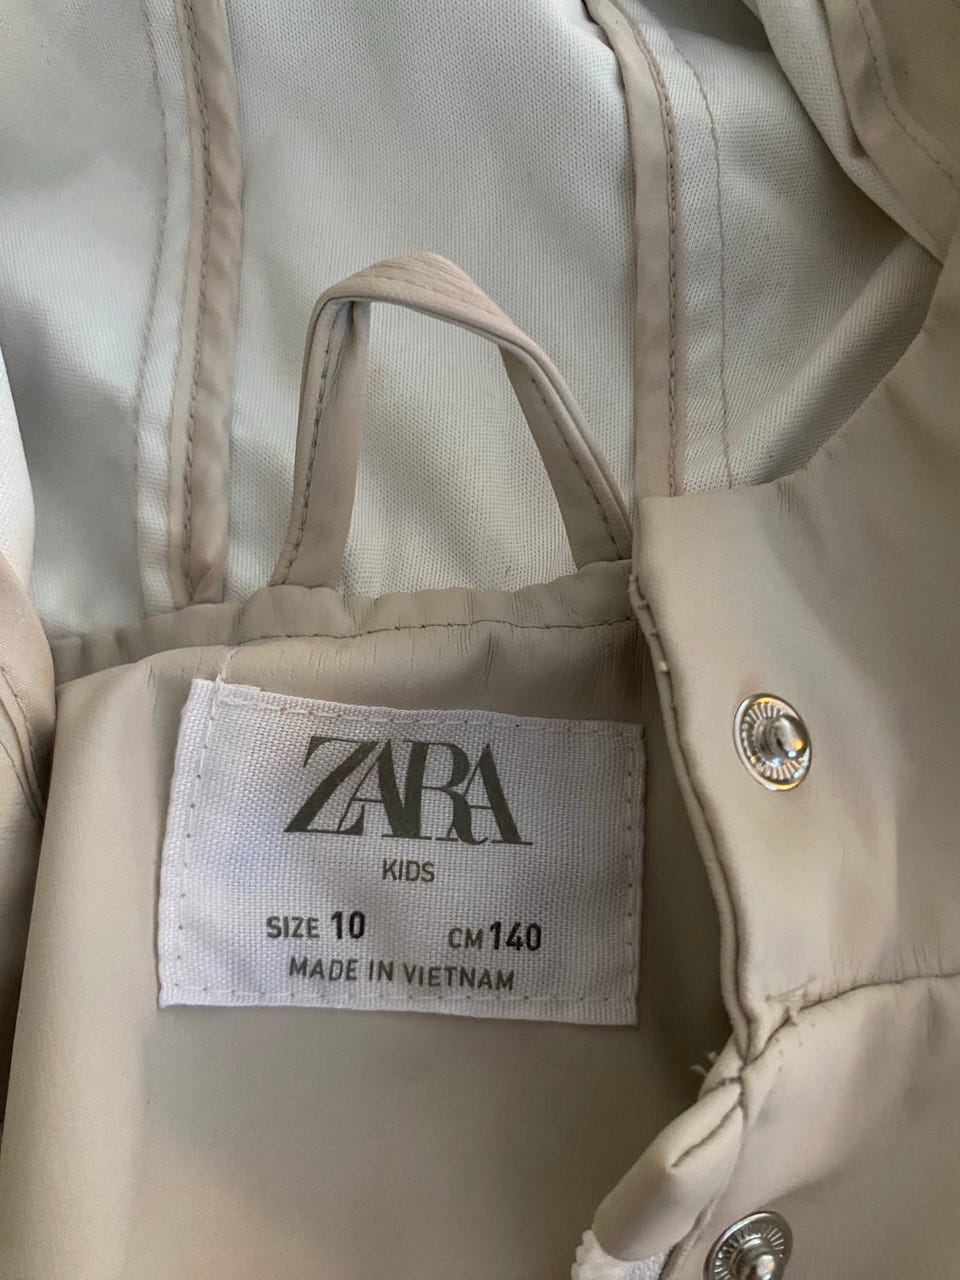 ZARA
KIDS
SIZE 10 CM 140
MADE IN VIETNAM